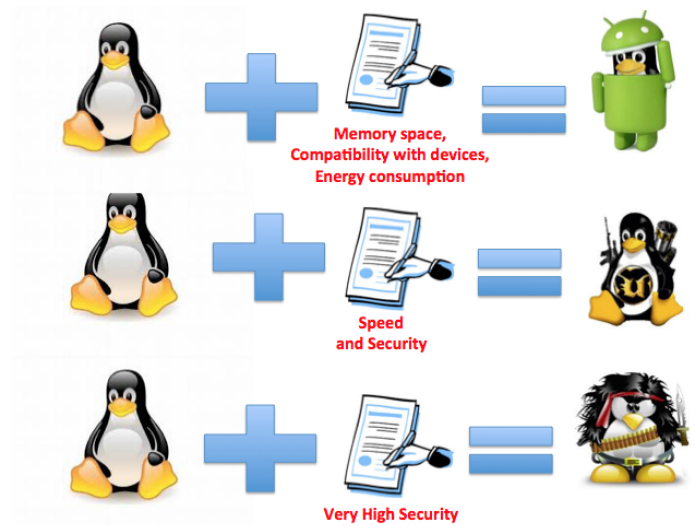 Memory space,
Compatibility with devices,
Energy consumption
Speed
and Security
Very High Security